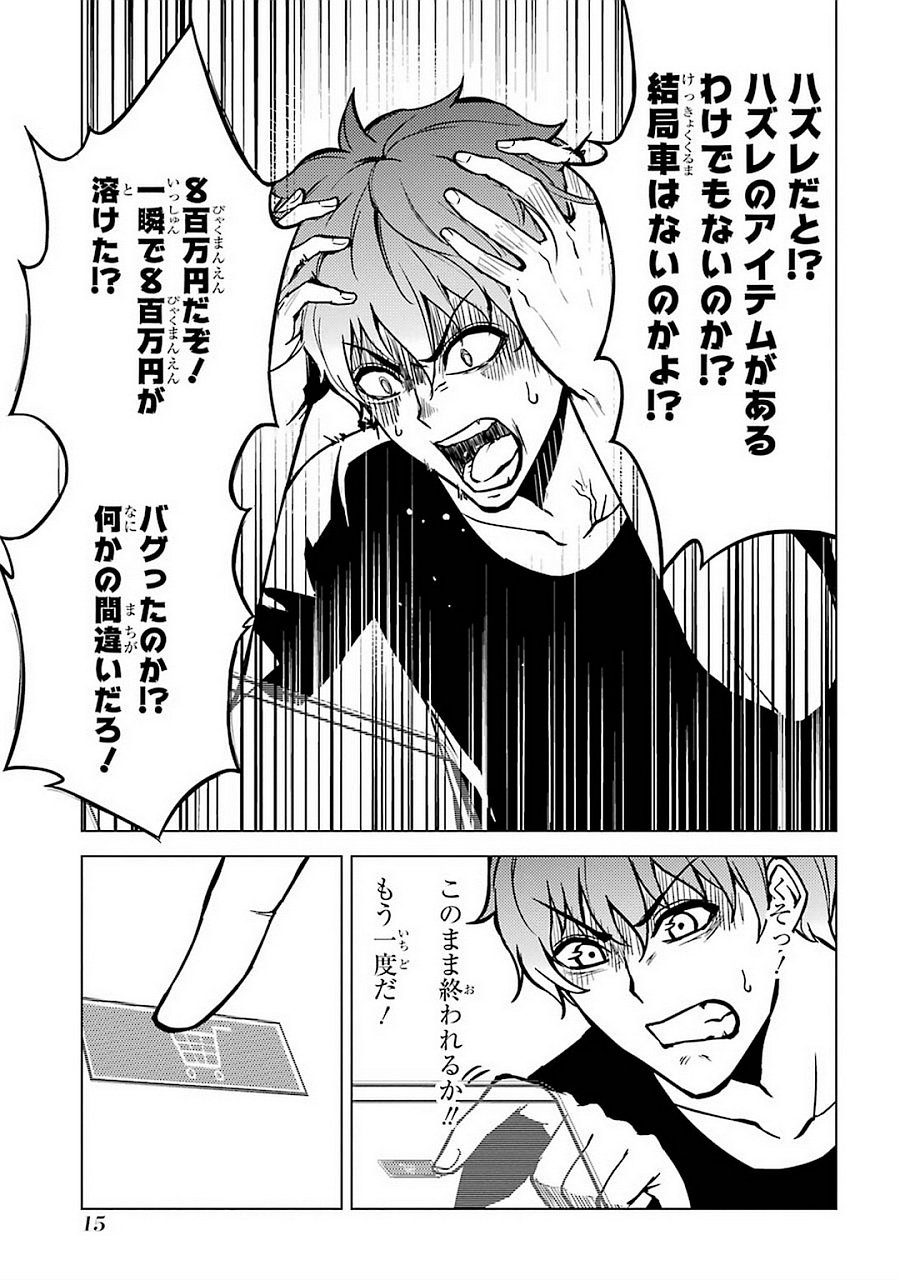 ハズレだと!?
ハズレのアイテムがある
わけでもないのか!?
結局車はないのかよ!?
8百万円だぞ!
一瞬で8百万円が
溶けた!?
バグったのか!?
何かの間違いだろ!
そっ!
このまま終われるか!!
もう一度だ!
15